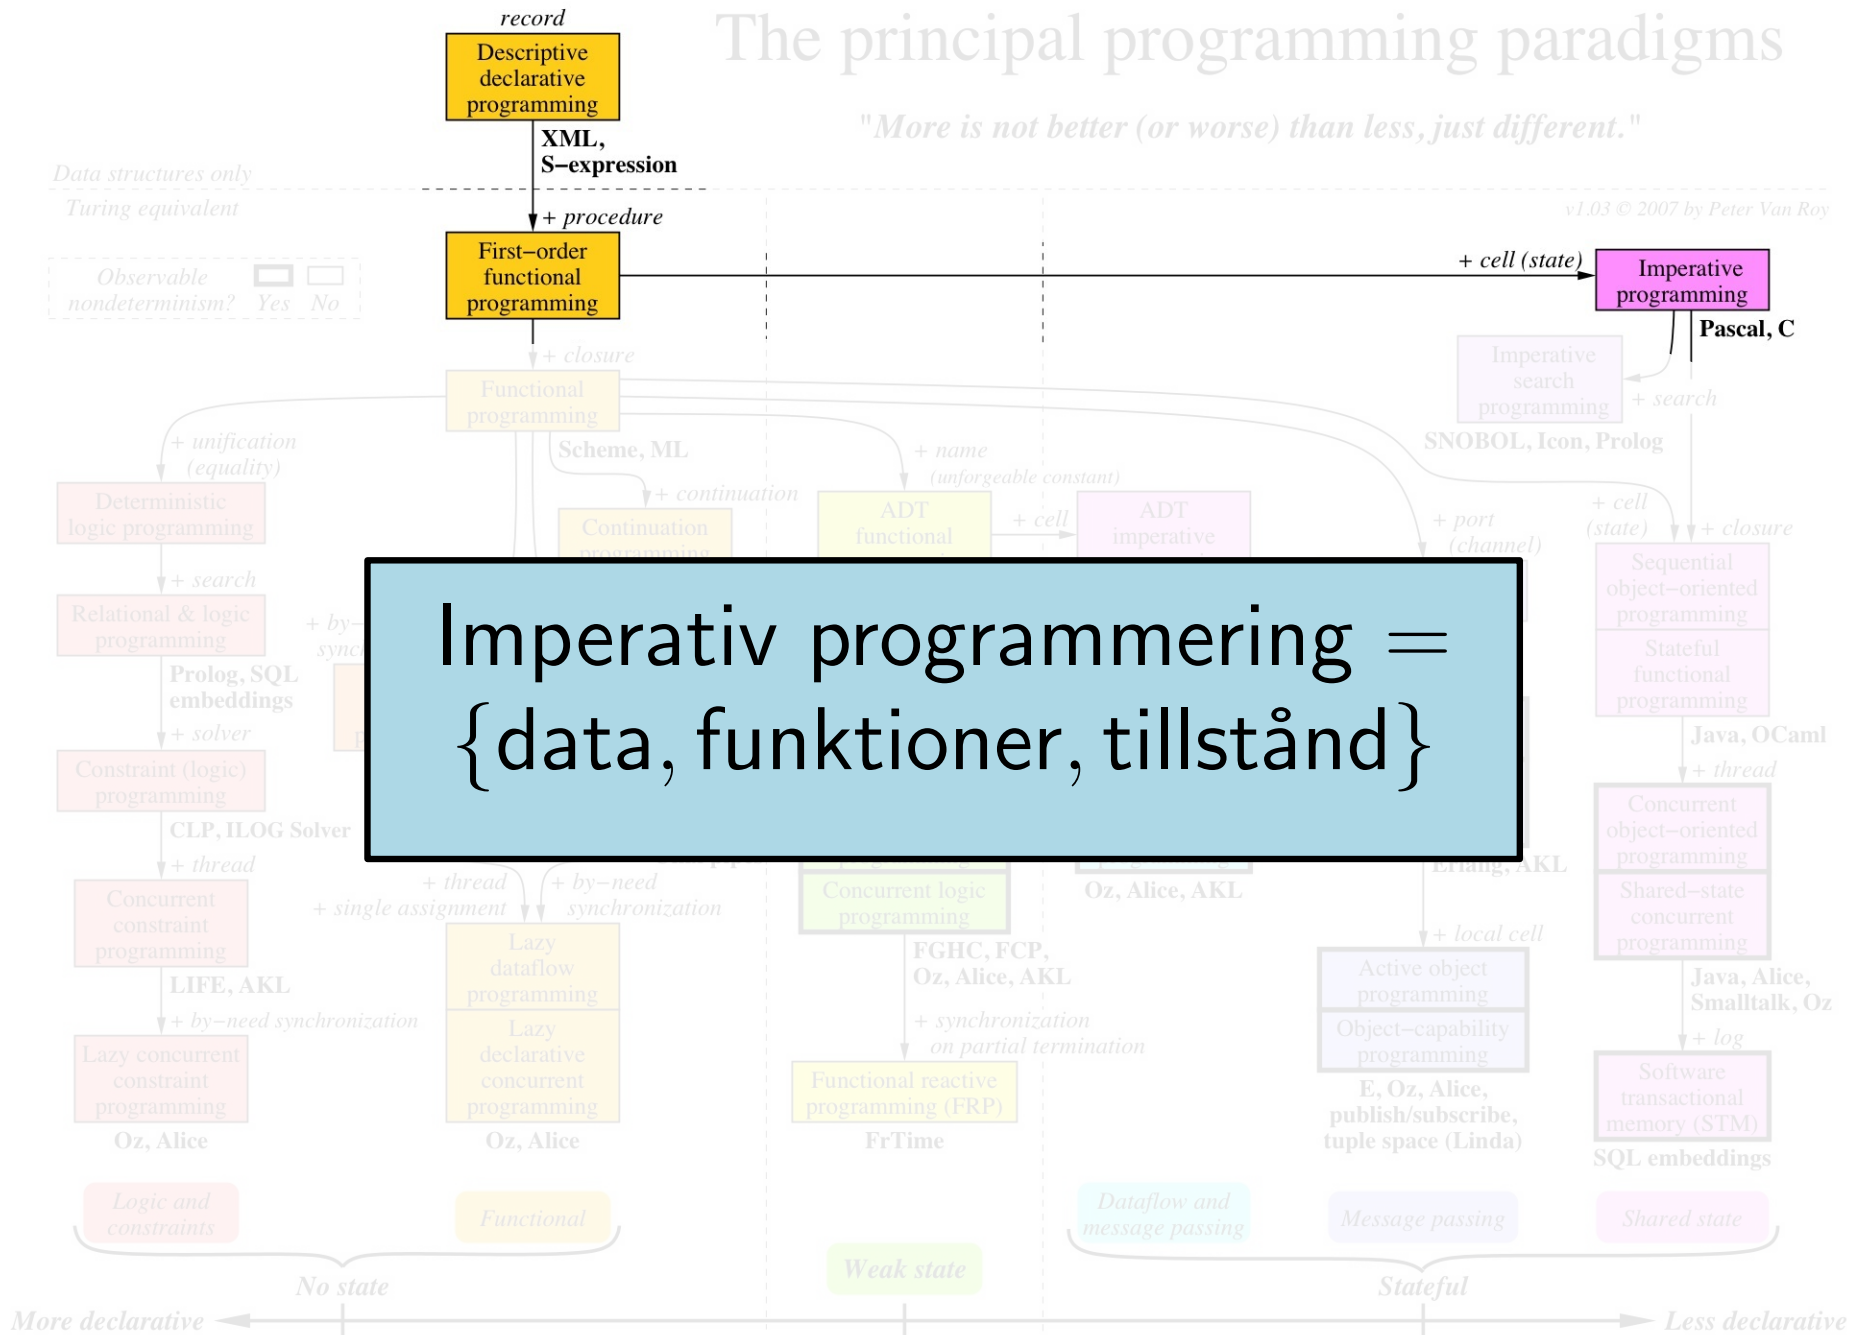 record
The principal programming paradigms
Descriptive
declarative
programming
"More is not better (or worse) than less, just different."
XML,
S−expression
Data structures only
Turing equivalent
+ procedure
v1.03 © 2007 by Peter Van Roy
First−order
functional
programming
Observable
nondeterminism? Yes No
+ cell (state)
Imperative
programming
Pascal, C
+ closure
Functional
programming
Imperative
search
programming
+ search
SNOBOL, Icon, Prolog
+ unification
(equality)
Scheme, ML
+ name
(unforgeable constant)
+ continuation
Deterministic
logic programming
Continuation
programming
ADT
functional
+ cell
ADT
imperative
+ port
(channel)
+ cell
(state)
+ closure
+ search
Relational & logic
programming
+ by−
Sequential
object−oriented
programming
Stateful
functional
programming
Imperativ programmering =
{data, funktioner, tillstånd}
Prolog, SQL
embeddings
+ solver
Java, OCaml
+ thread
Constraint (logic)
programming
CLP, ILOG Solver
+ thread
Concurrent
object−oriented
programming
Shared−state
concurrent
programming
Erlang, AKL
+ thread
+ single assignment
+ by−need
synchronization
Concurrent logic
programming
Oz, Alice, AKL
Concurrent
constraint
programming
Lazy
dataflow
programming
Lazy
declarative
concurrent
programming
FGHC, FCP,
Oz, Alice, AKL
+ local cell
Active object
programming
Object−capability
programming
LIFE, AKL
+ by−need synchronization
Java, Alice,
Smalltalk, Oz
+ log
+ synchronization
on partial termination
Lazy concurrent
constraint
programming
Functional reactive
programming (FRP)
Software
transactional
memory (STM)
E, Oz, Alice,
publish/subscribe,
tuple space (Linda)
Oz, Alice
Oz, Alice
FrTime
SQL embeddings
Logic and
constraints
Functional
Dataflow and
message passing
Message passing
Shared state
No state
Weak state
Stateful
More declarative
Less declarative